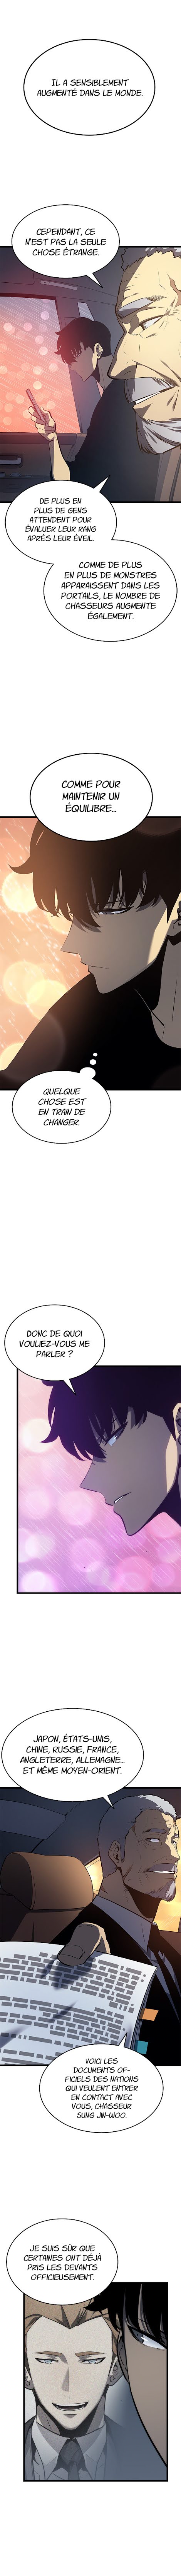 IL A SENSIBLEMENT
AUGMENTÉ DANS LE MONDE.
CEPENDANT, CE
N'EST PAS LA SEULE
CHOSE ÉTRANGE.
DE PLUS EN
PLUS DE GENS
ATTENDENT POUR
ÉVALUER LEUR RANG
APRÈS LEUR ÉVEIL.
COMME DE PLUS
EN PLUS DE MONSTRES
APPARAISSENT DANS LES
PORTAILS, LE NOMBRE DE
CHASSEURS AUGMENTE
ÉGALEMENT.
COMME POUR
MAINTENIR UN
ÉQUILIBRE...
QUELQUE
CHOSE EST
EN TRAIN DE
CHANGER.
DONC DE QUOI
VOULIEZ-VOUS ME
PARLER ?
JAPON, ÉTATS-UNIS,
CHINE, RUSSIE, FRANCE,
ANGLETERRE, ALLEMAGNE...
ET MÊME MOYEN-ORIENT.
VOICI LES
DOCUMENTS OF-
FICIELS DES NATIONS
QUI VEULENT ENTRER
EN CONTACT AVEC
VOUS, CHASSEUR
SUNG JIN-WOO.
JE SUIS SÛR QUE
CERTAINES ONT DÉJÀ
PRIS LES DEVANTS
OFFICIEUSEMENT.